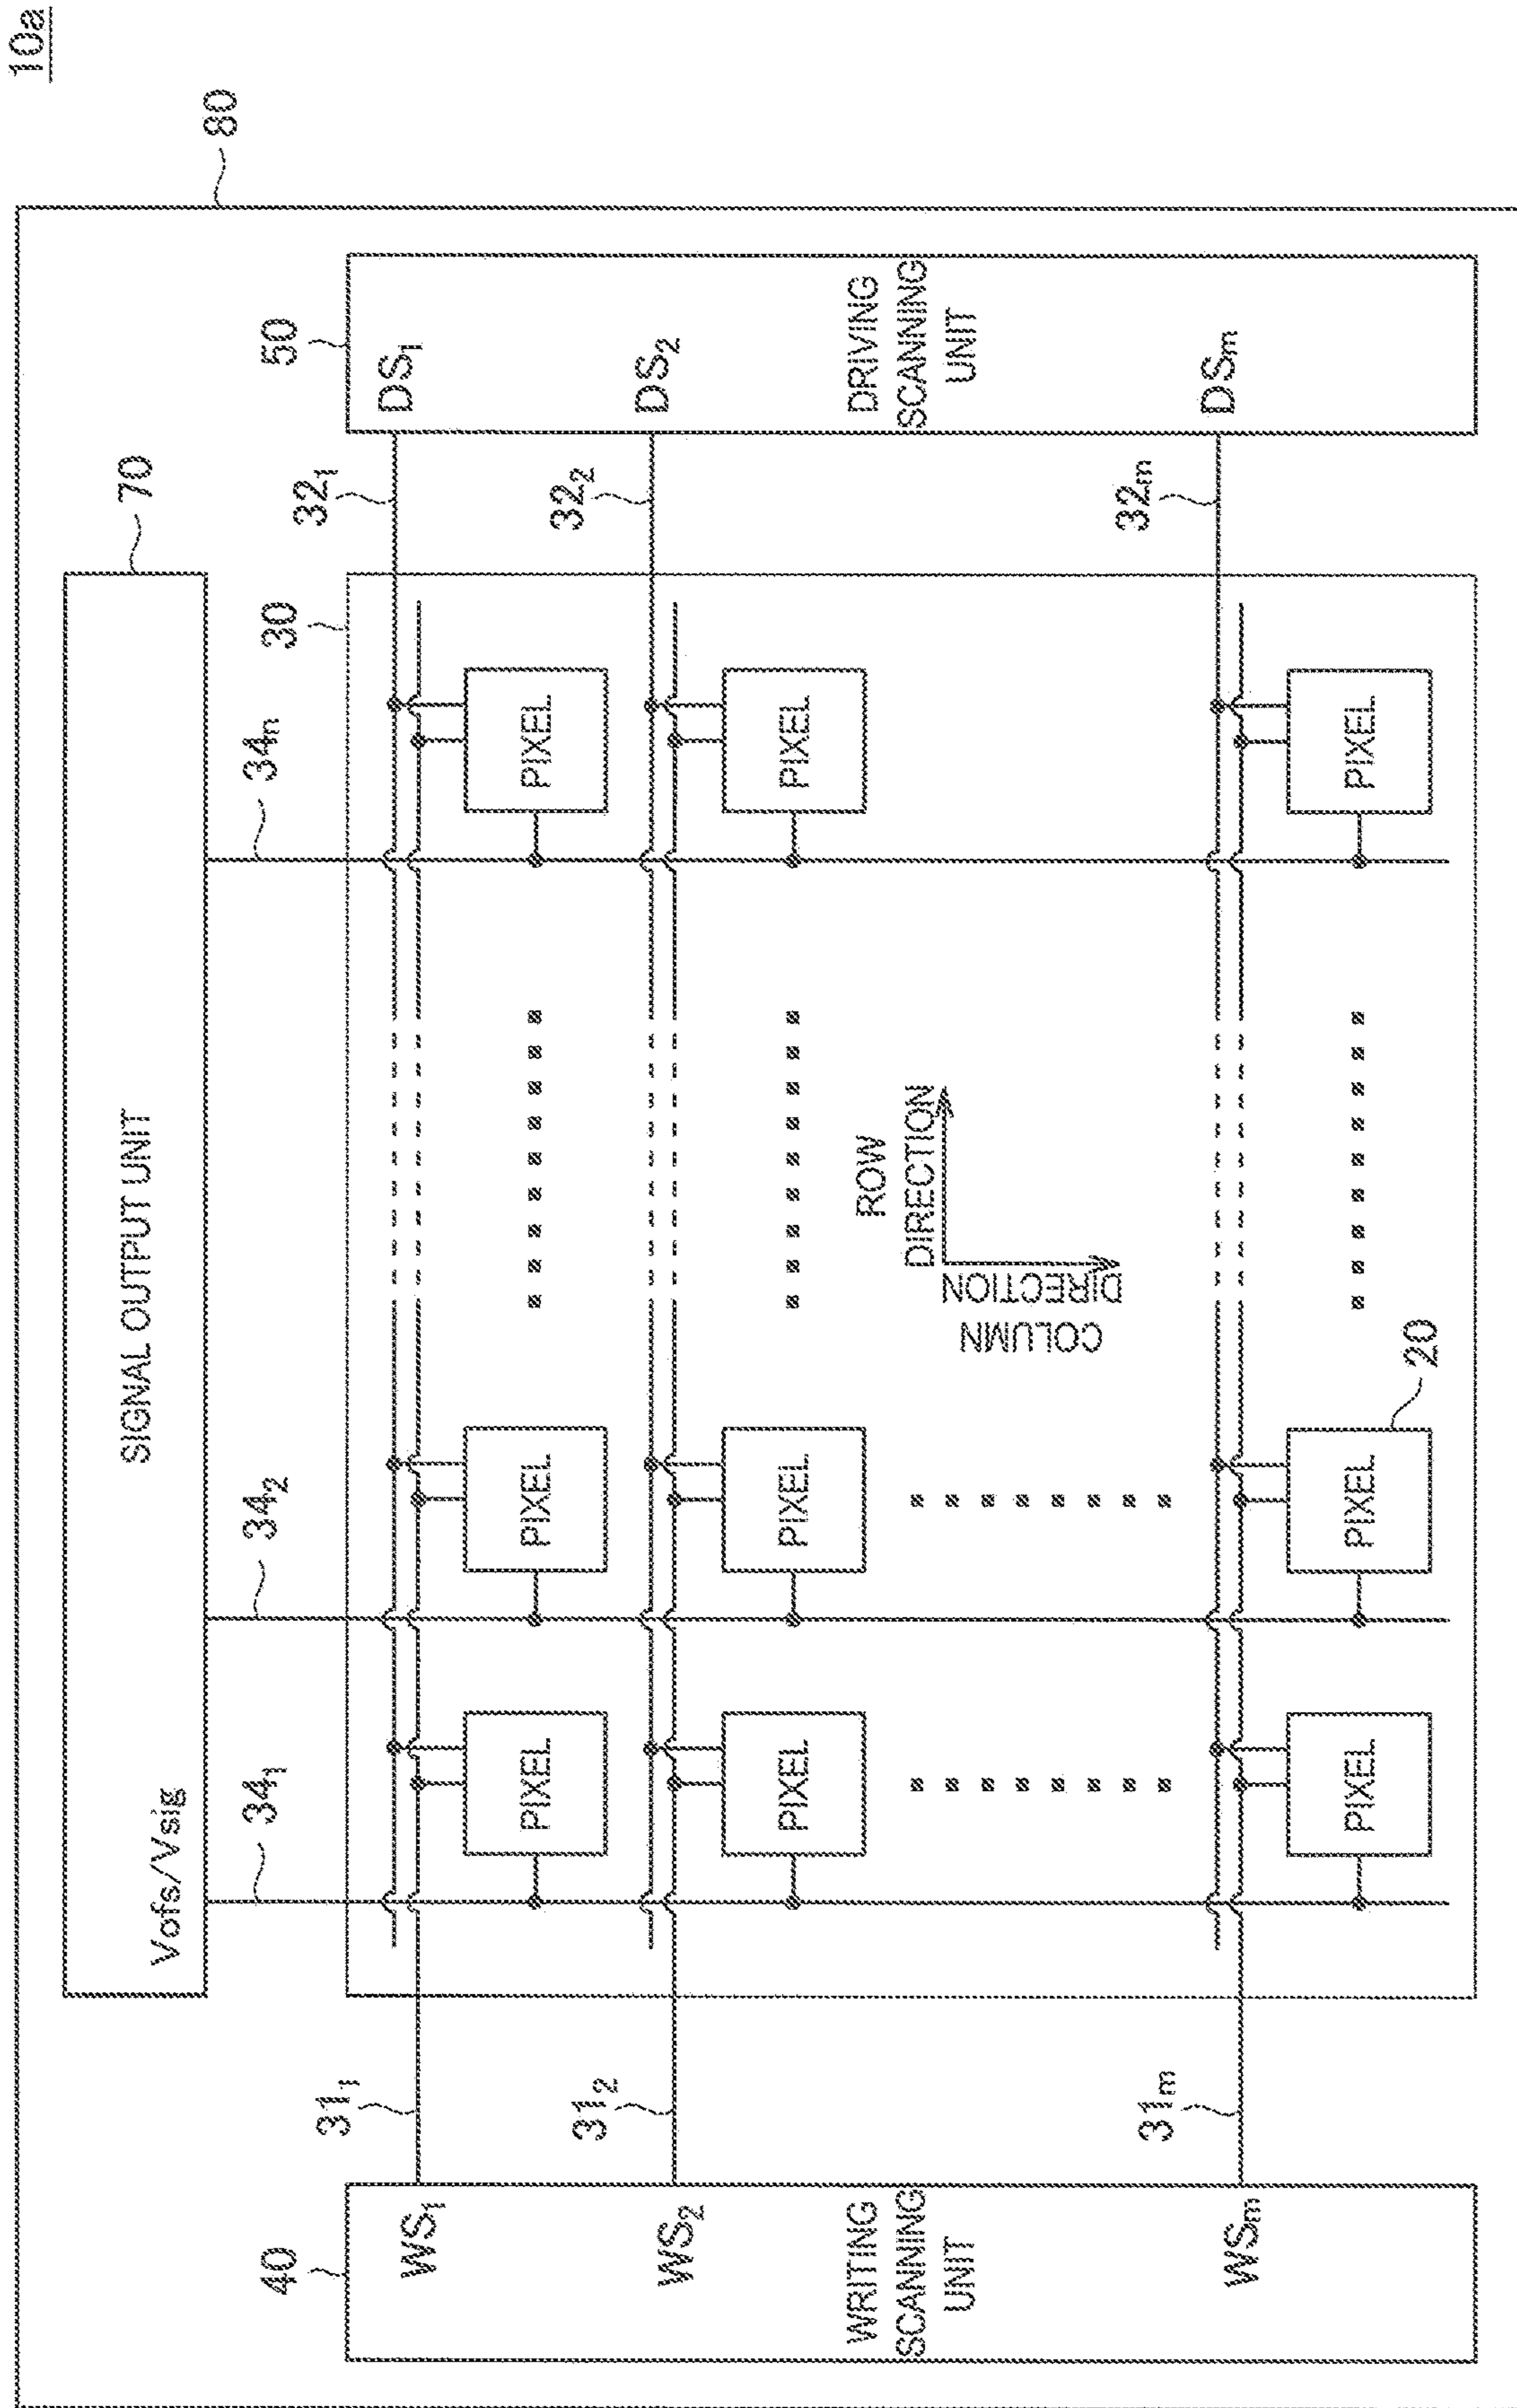 10a
80
70
SIGNAL OUTPUT UNIT
Vofs/Vsig
34₁
34₂
34ₙ
30
40
WS₁
WS₂
WRITING
SCANNING
UNIT
WSₘ
31₁
31₂
31ₘ
50
DS₁
DS₂
DRIVING
SCANNING
UNIT
DSₘ
32₁
32₂
32ₘ
PIXEL
PIXEL
PIXEL
PIXEL
PIXEL
PIXEL
ROW
DIRECTION
COLUMN
DIRECTION
PIXEL
PIXEL
PIXEL
20